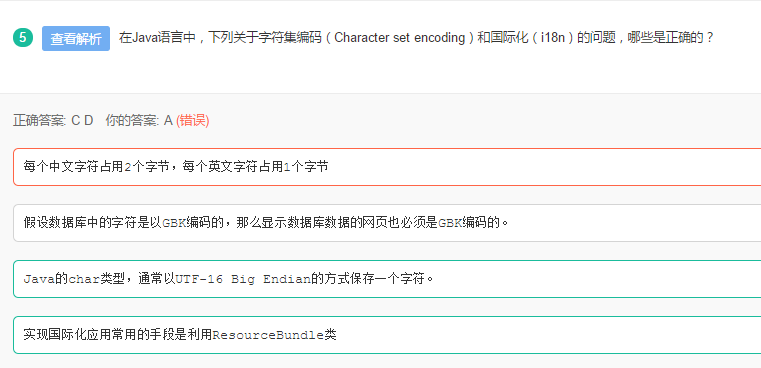 5 查看解析 在Java语言中，下列关于字符集编码（Character set encoding）和国际化（i18n）的问题，哪些是正确的？
正确答案: C D 你的答案: A (错误)
每个中文字符占用2个字节，每个英文字符占用1个字节
假设数据库中的字符是以GBK编码的，那么显示数据库数据的网页也必须是GBK编码的。
Java的char类型，通常以UTF-16 Big Endian的方式保存一个字符。
实现国际化应用常用的手段是利用ResourceBundle类